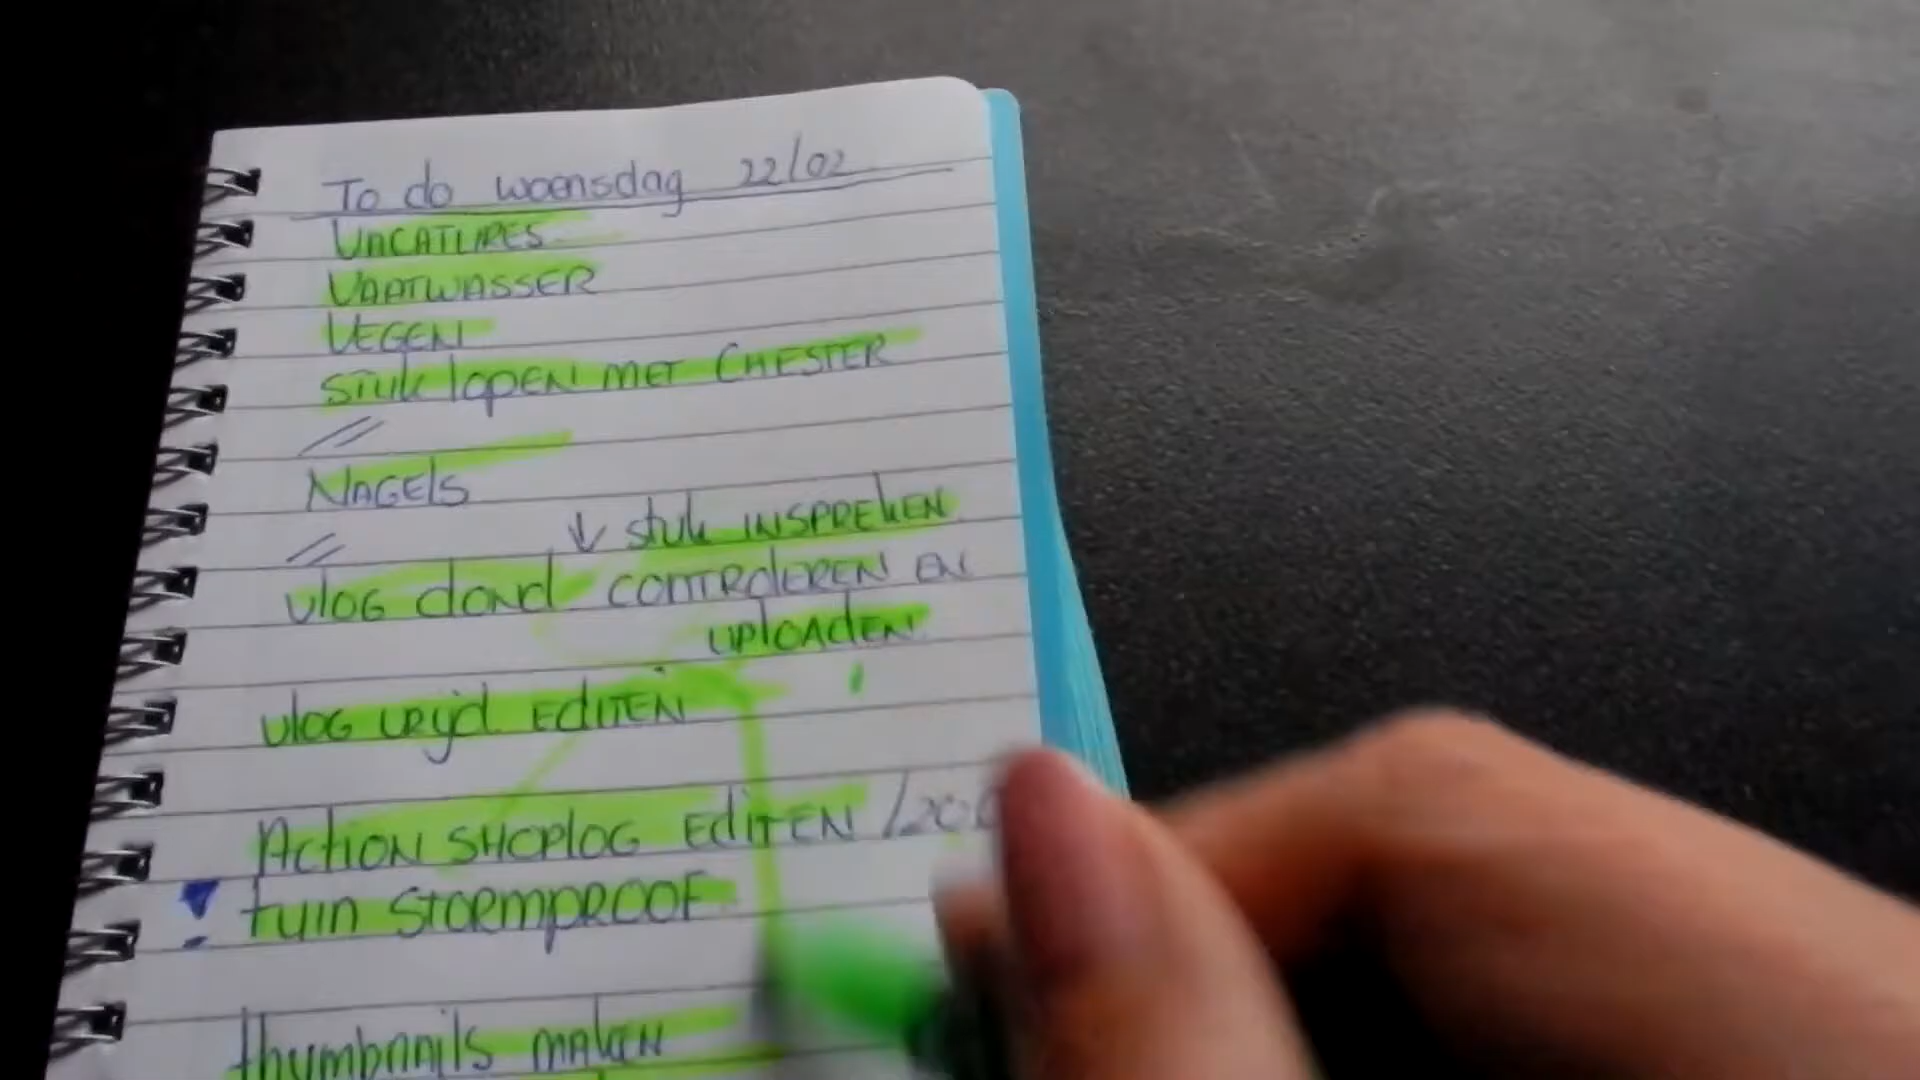 To do woensdag 22/02
VACATURES
VAATWASSER
VEGEN
Stuk lopen met CHESTER
//
NAGELS
↓ stuk INSPREKEN
//
vlog dond controleren en
uploaden
vlog vrijd. editen
Action shoplog editen /
! tuin stormproof
thumbnails maken